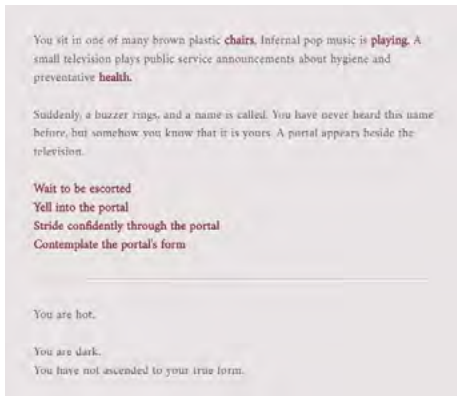 You sit in one of many brown plastic chairs. Infernal pop music is playing. A
small television plays public service announcements about hygiene and
preventative health.
Suddenly, a buzzer rings, and a name is called. You have never heard this name
before, but somehow you know that it is yours. A portal appears beside the
television.
Wait to be escorted
Yell into the portal
Stride confidently through the portal
Contemplate the portal's form
You are hot.
You are dark.
You have not ascended to your true form.